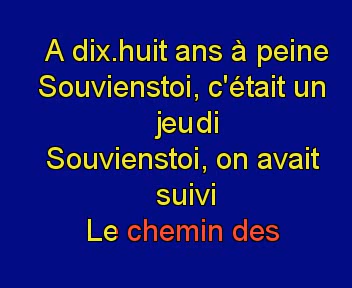 A dix.huit ans à peine
Souvienstoi, c'était un
jeudi
Souvienstoi, on avait
suivi
Le chemin des